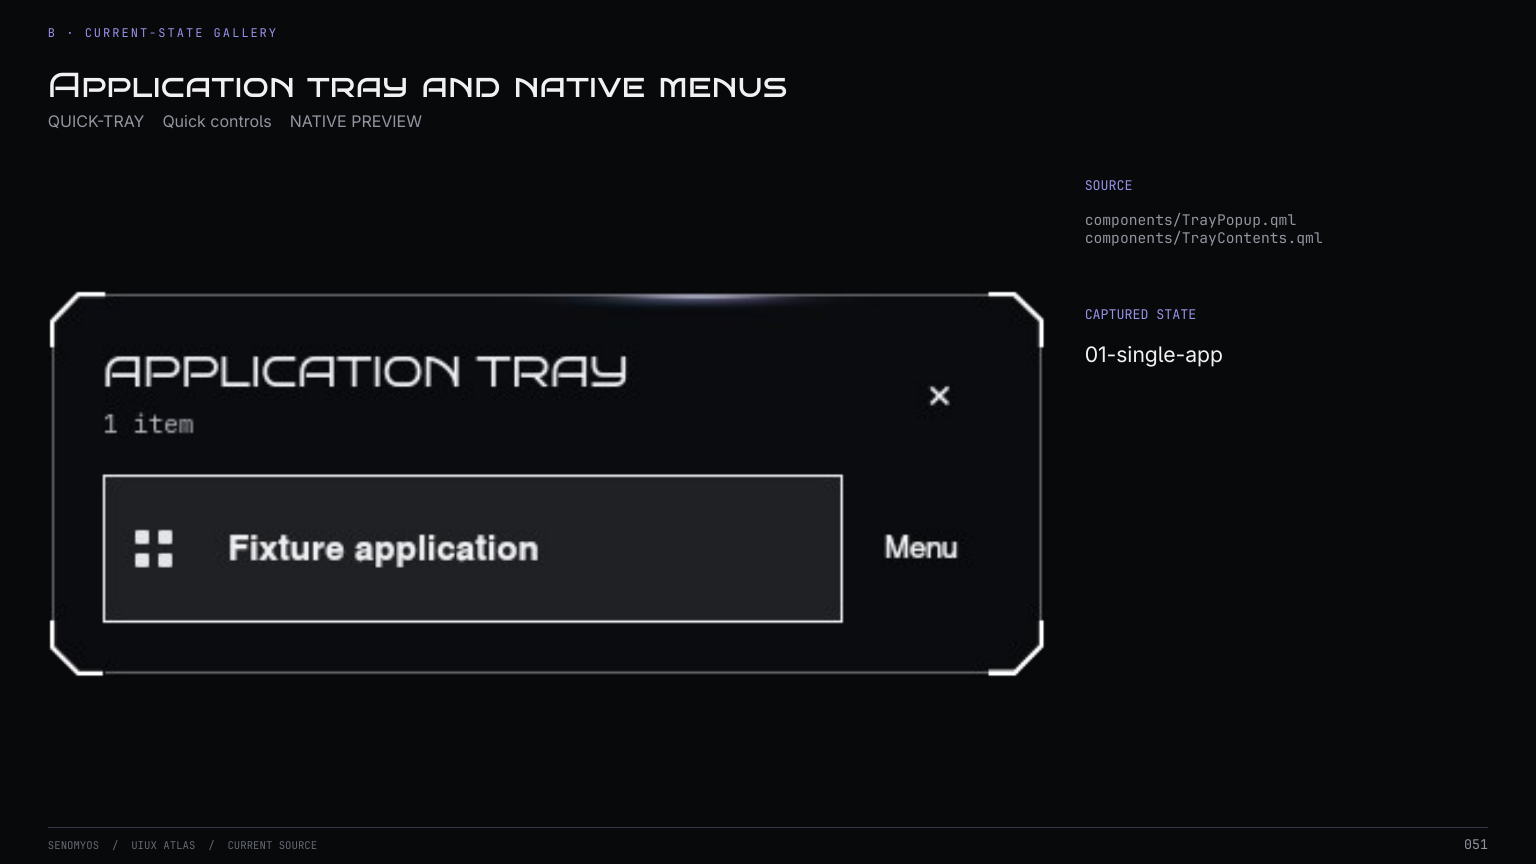 B · CURRENT-STATE GALLERY
Application tray and native menus
QUICK-TRAY Quick controls NATIVE PREVIEW
SOURCE
components/TrayPopup.qml
components/TrayContents.qml
CAPTURED STATE
01-single-app
APPLICATION TRAY
1 item
Fixture application
Menu
SENOMYOS / UIUX ATLAS / CURRENT SOURCE
051